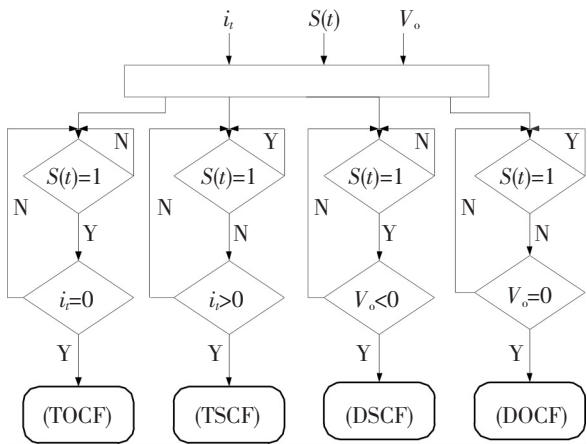 i_t S(t) V_o
N Y N Y
S(t)=1 S(t)=1 S(t)=1 S(t)=1
N N N N
Y N Y N
i_t=0 i_t>0 V_o<0 V_o=0
Y Y Y Y
(TOCF) (TSCF) (DSCF) (DOCF)